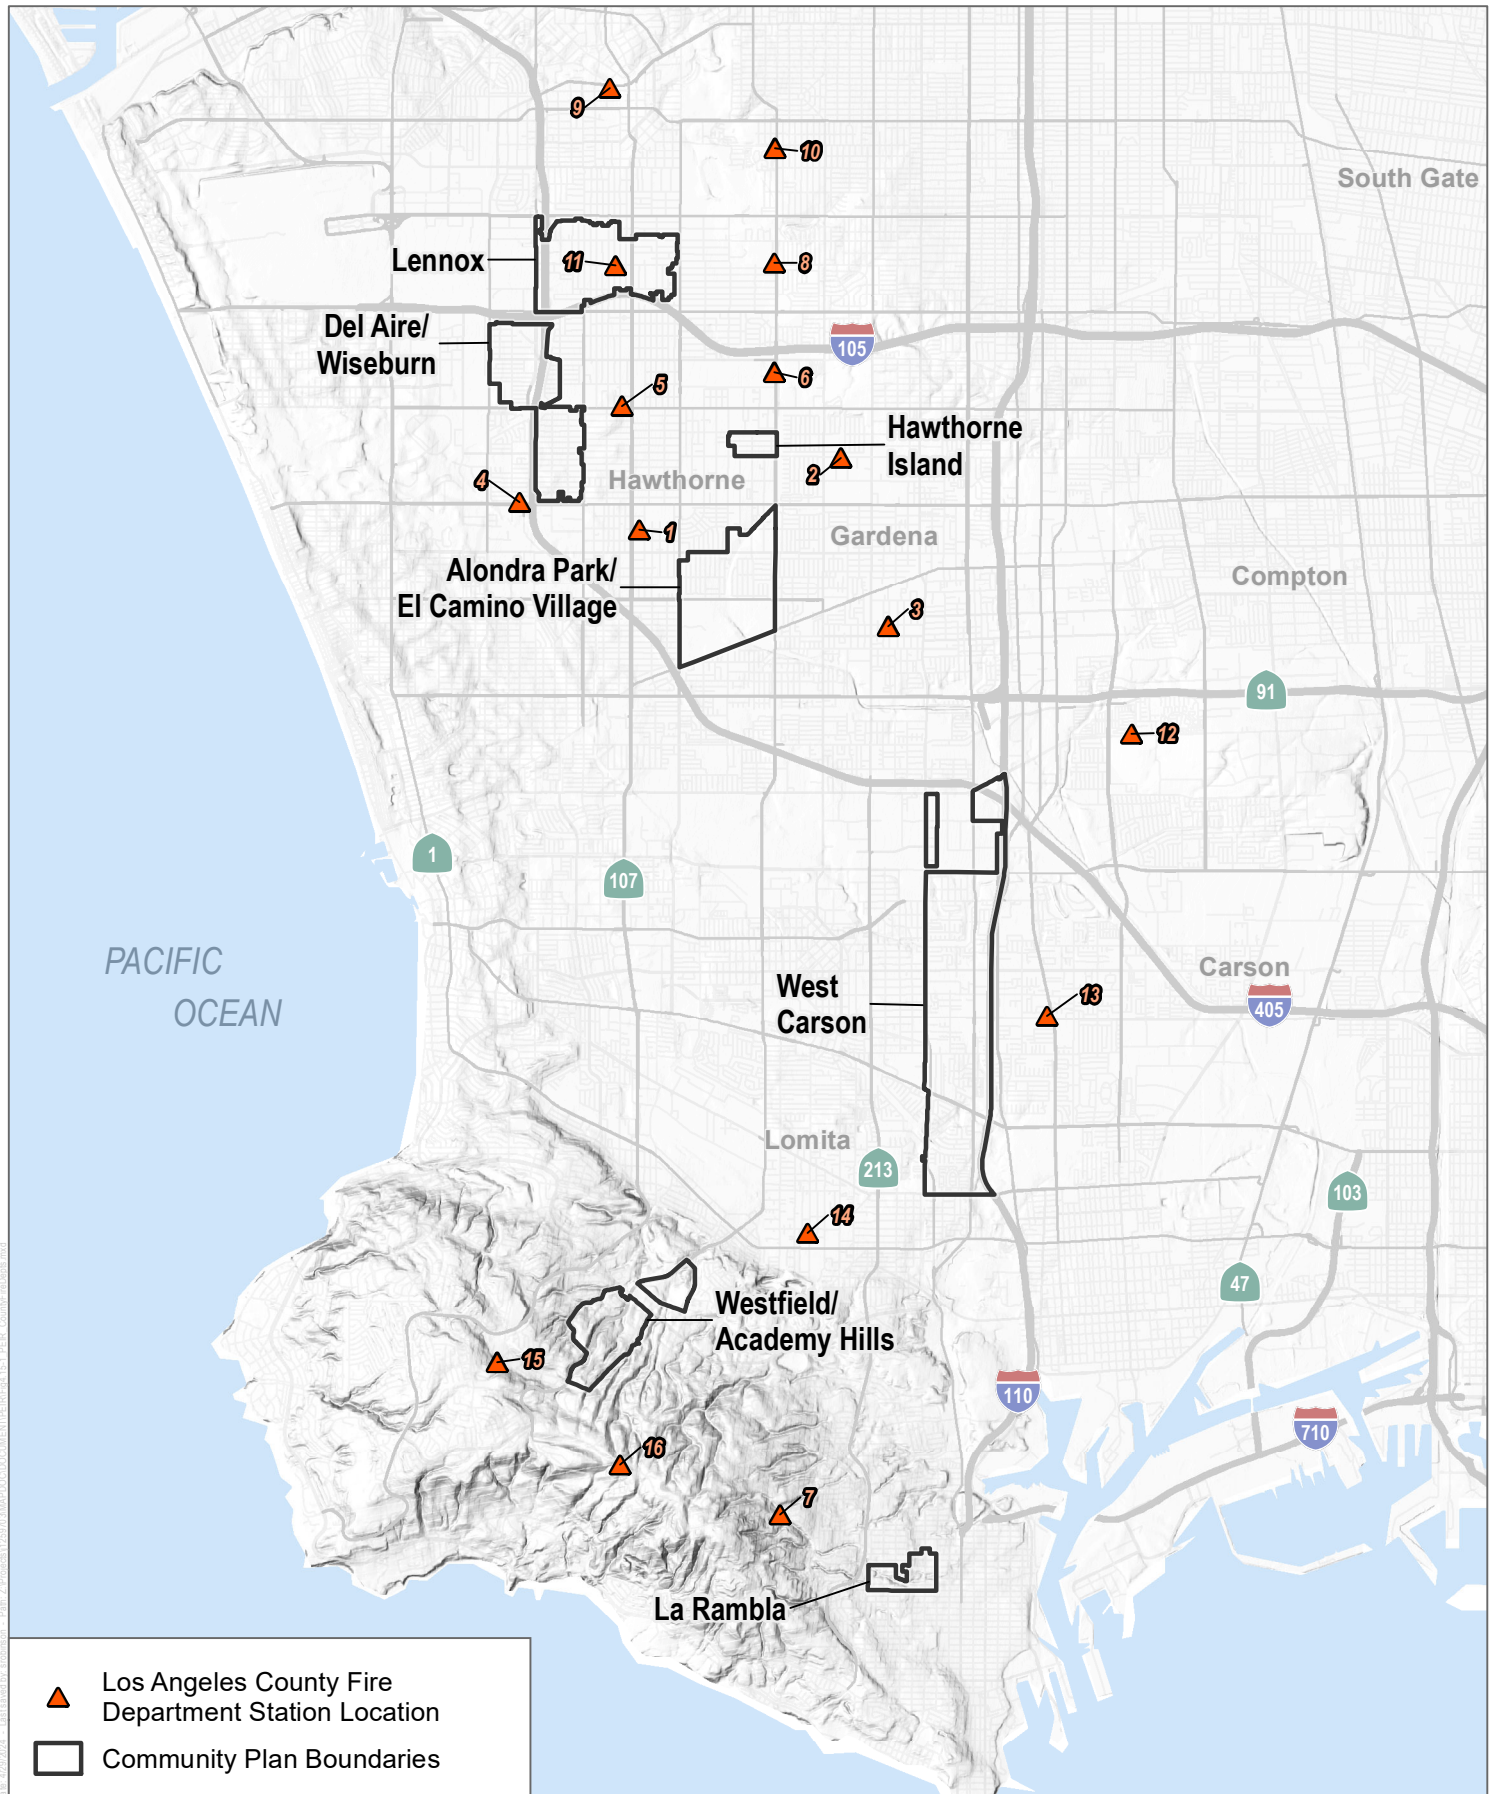 9
10
South Gate
Lennox
11
8
Del Aire/
Wiseburn
105
5
6
Hawthorne
Island
4
Hawthorne
2
1
Gardena
Alondra Park/
El Camino Village
Compton
3
91
12
1
107
PACIFIC
OCEAN
West
Carson
Carson
13
405
Lomita
213
103
14
47
Westfield/
Academy Hills
15
110
710
16
7
La Rambla
Los Angeles County Fire
Department Station Location
Community Plan Boundaries